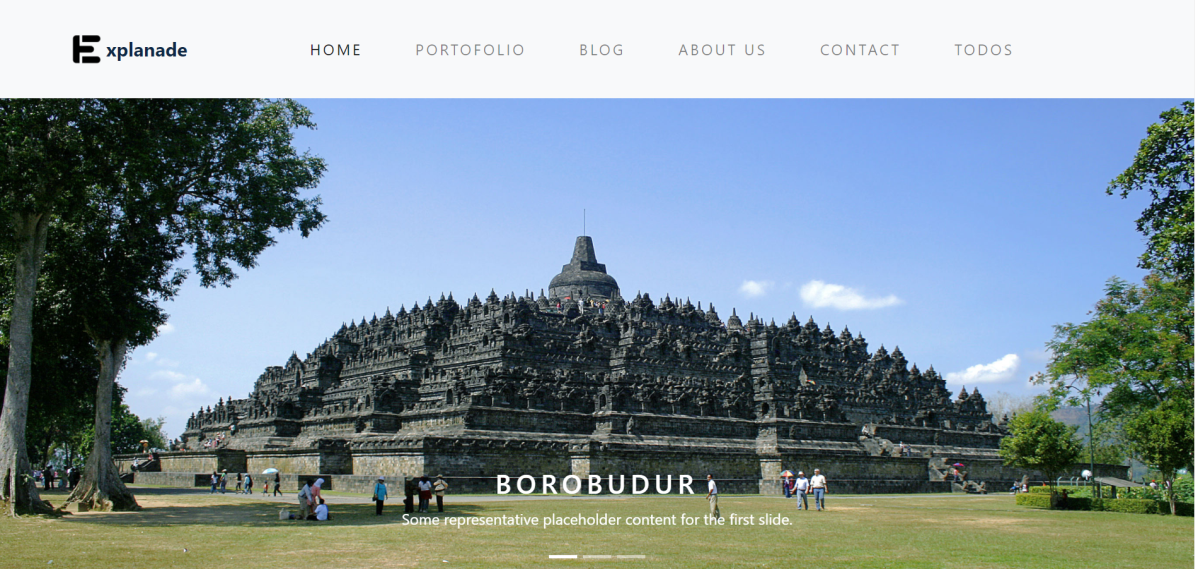 Explanade
HOME
PORTOFOLIO
BLOG
ABOUT US
CONTACT
TODOS
BOROBUDUR
Some representative placeholder content for the first slide.